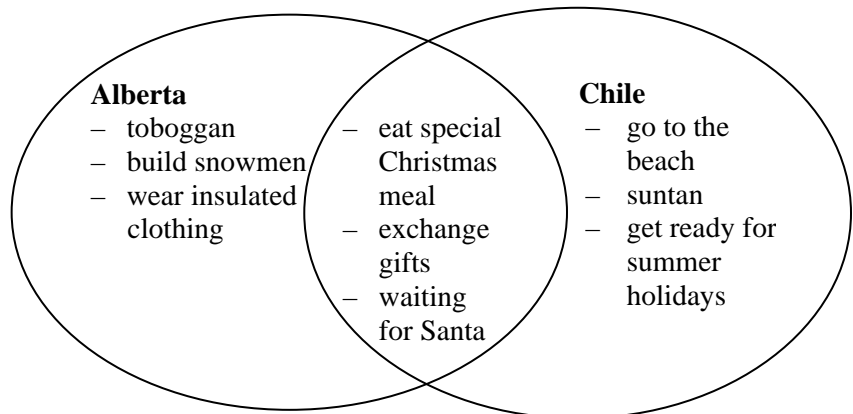 Alberta
– toboggan
– build snowmen
– wear insulated
clothing
– eat special
Christmas
meal
– exchange
gifts
– waiting
for Santa
Chile
– go to the
beach
– suntan
– get ready for
summer
holidays